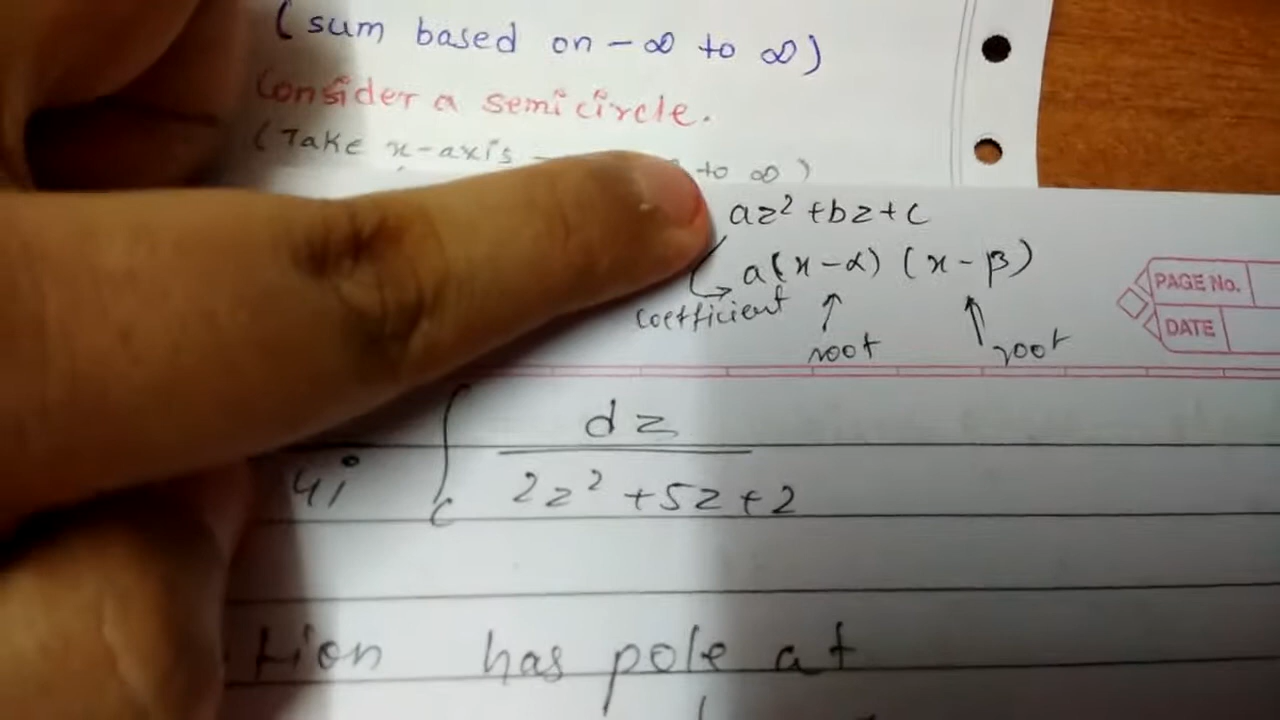 (sum based on -∞ to ∞)
Consider a semicircle.
(Take x-axis to ∞)
az² + bz + c
a(x-α) (x-β)
coefficient
root root
PAGE No.
DATE
4i ∫c dz / 2z² + 5z + 2
tion has pole at